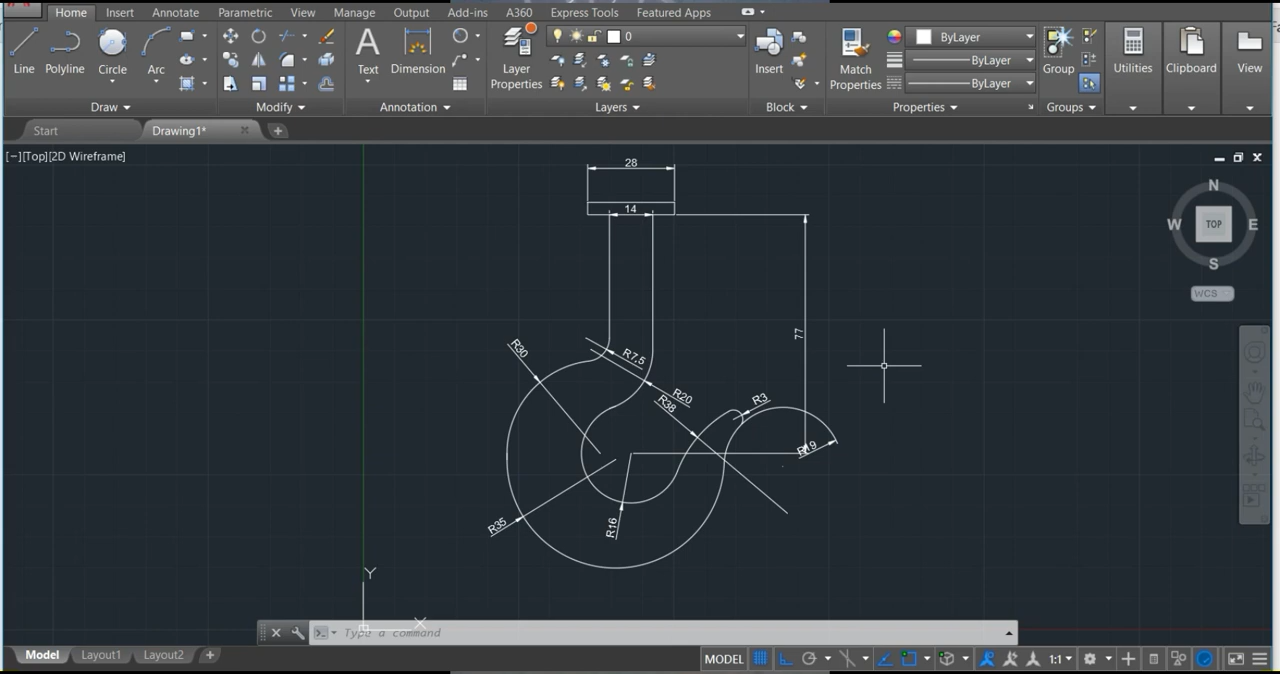 Home Insert Annotate Parametric View Manage Output Add-ins A360 Express Tools Featured Apps
Line Polyline Circle Arc Text Dimension Layer Properties 0 Insert Match Properties ByLayer ByLayer ByLayer Group Utilities Clipboard View
Draw Modify Annotation Layers Block Properties Groups
Start Drawing1* +
[−][Top][2D Wireframe]
28
14
77
R30
R7,5
R20
R38
R3
R19
R35
R16
N
W TOP E
S
WCS
Y
X
Type a command
Model Layout1 Layout2 +
MODEL 1:1